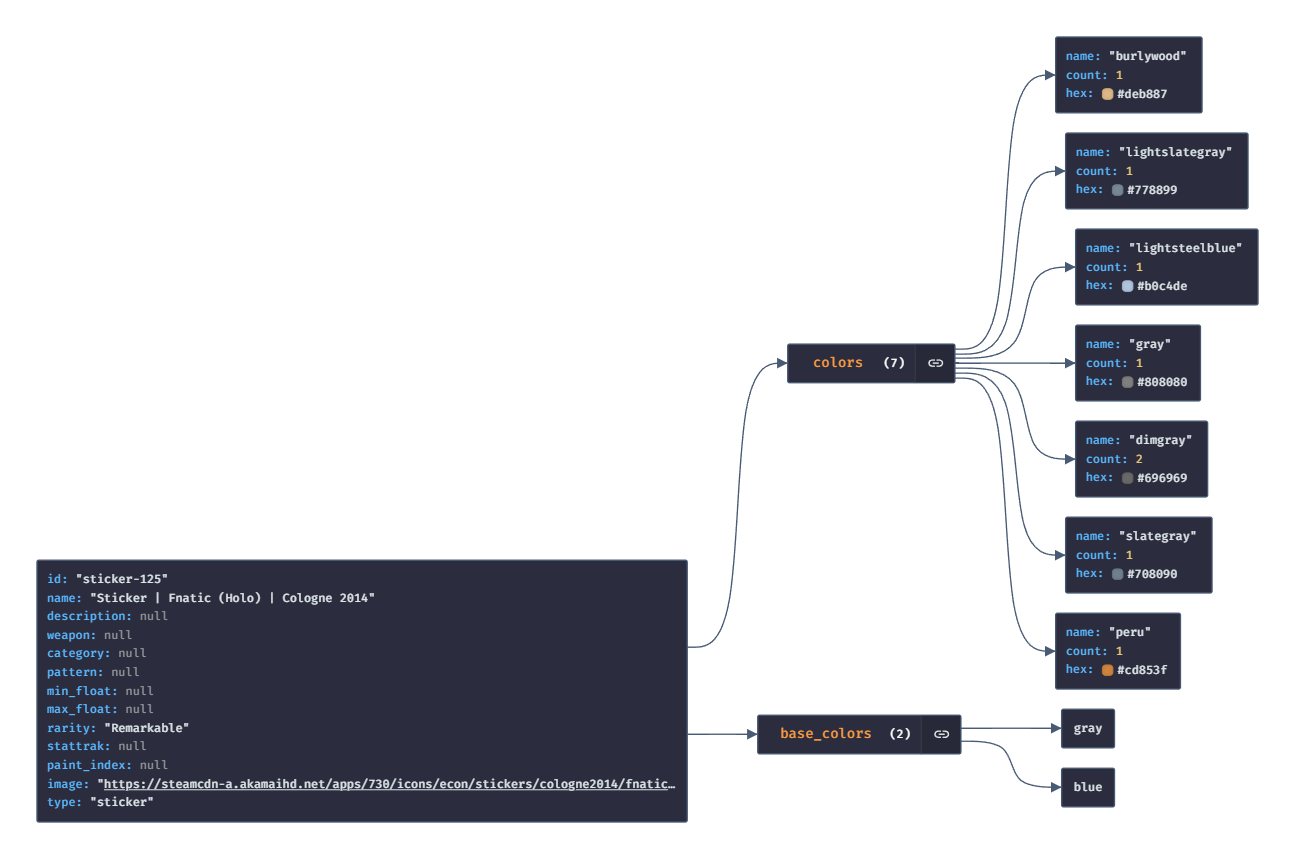 name: "burlywood"
count: 1
hex: #deb887
name: "lightslategray"
count: 1
hex: #778899
name: "lightsteelblue"
count: 1
hex: #b0c4de
colors (7)
name: "gray"
count: 1
hex: #808080
name: "dimgray"
count: 2
hex: #696969
name: "slategray"
count: 1
hex: #708090
name: "peru"
count: 1
hex: #cd853f
id: "sticker-125"
name: "Sticker | Fnatic (Holo) | Cologne 2014"
description: null
weapon: null
category: null
pattern: null
min_float: null
max_float: null
rarity: "Remarkable"
stattrak: null
paint_index: null
image: "https://steamcdn-a.akamaihd.net/apps/730/icons/econ/stickers/cologne2014/fnatic…
type: "sticker"
base_colors (2)
gray
blue